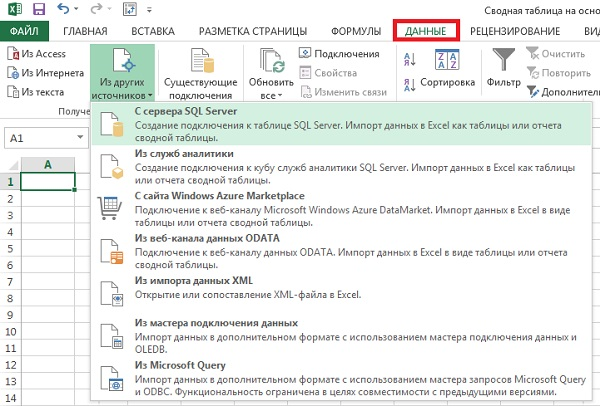 Сводная таблица на осно
ФАЙЛ ГЛАВНАЯ ВСТАВКА РАЗМЕТКА СТРАНИЦЫ ФОРМУЛЫ ДАННЫЕ РЕЦЕНЗИРОВАНИЕ ВИ
Из Access
Из Интернета
Из текста
Из других
источников
Существующие
подключения
Обновить
все
Подключения
Свойства
Изменить связи
Сортировка
Фильтр
Очистить
Повторить
Дополнительн
Получе
A1
С сервера SQL Server
Создание подключения к таблице SQL Server. Импорт данных в Excel как таблицы или отчета
сводной таблицы.
Из служб аналитики
Создание подключения к кубу служб аналитики SQL Server. Импорт данных в Excel как таблицы
или отчета сводной таблицы.
С сайта Windows Azure Marketplace
Подключение к веб-каналу Microsoft Windows Azure DataMarket. Импорт данных в Excel в виде
таблицы или отчета сводной таблицы.
Из веб-канала данных ODATA
Подключение к веб-каналу данных ODATA. Импорт данных в Excel в виде таблицы или отчета
сводной таблицы.
Из импорта данных XML
Открытие или сопоставление XML-файла в Excel.
Из мастера подключения данных
Импорт данных в дополнительном формате с использованием мастера подключения данных и
OLEDB.
Из Microsoft Query
Импорт данных в дополнительном формате с использованием мастера запросов Microsoft Query
и ODBC. Функциональность ограничена в целях совместимости с предыдущими версиями.
A
1
2
3
4
5
6
7
8
9
10
11
12
13
14